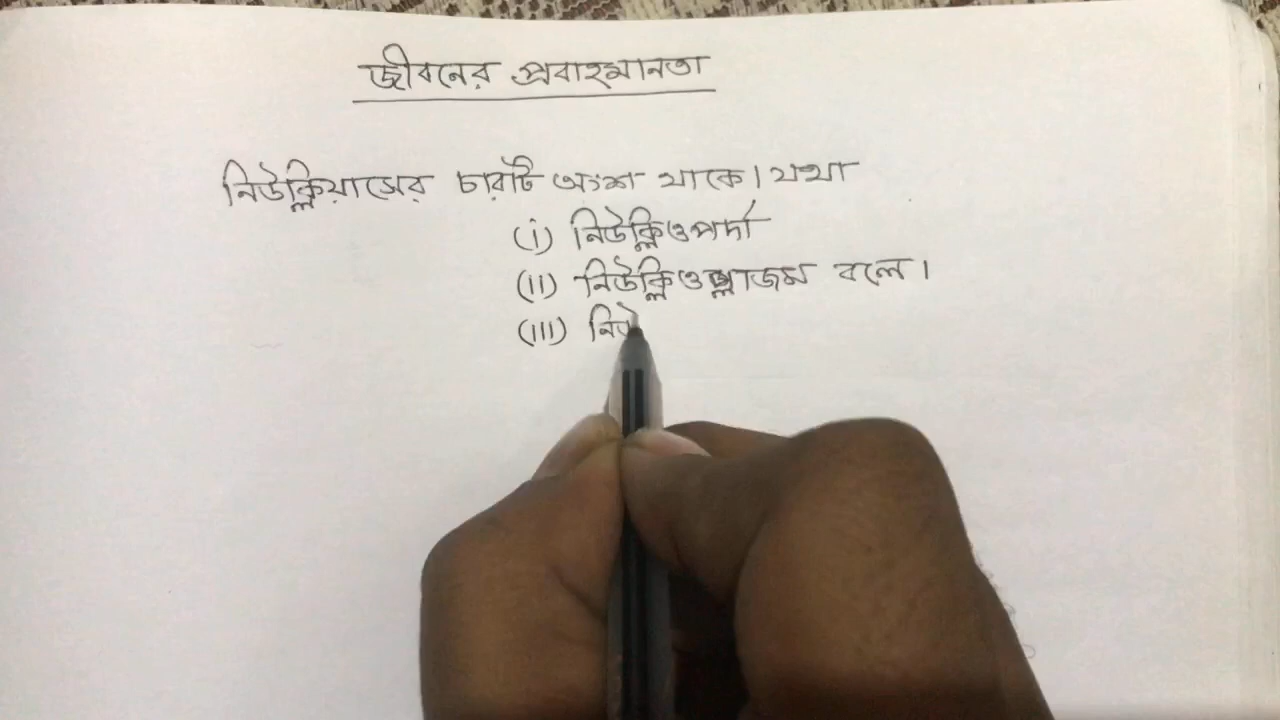 জীবনের প্রবাহমানতা
নিউক্লিয়াসের চারটি অংশ থাকে। যথা
(i) নিউক্লিওপর্দা
(ii) নিউক্লিওপ্লাজম বলে।
(iii) নিউ